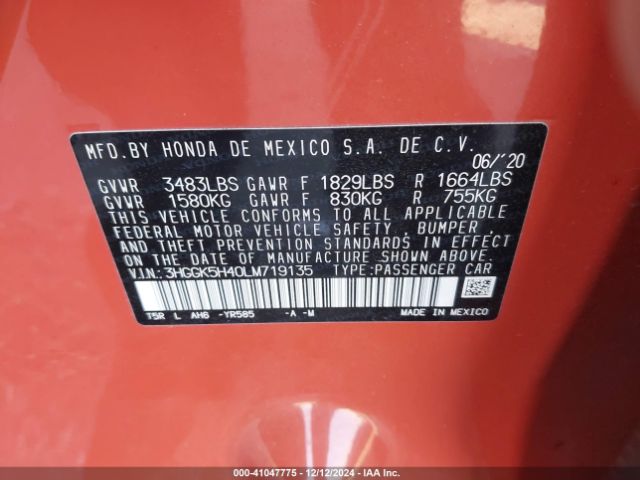 MFD.BY HONDA DE MEXICO S.A. DE C.V.
06/'20
GVWR 3483LBS GAWR F 1829LBS R 1664LBS
GVWR 1580KG GAWR F 830KG R 755KG
THIS VEHICLE CONFORMS TO ALL APPLICABLE
FEDERAL MOTOR VEHICLE SAFETY, BUMPER,
AND THEFT PREVENTION STANDARDS IN EFFECT
ON THE DATE OF MANUFACTURE SHOWN ABOVE.
V.I.N.: 3HGGK5H40LM719135 TYPE:PASSENGER CAR
T5R L AH6 -YR585 -A -M MADE IN MEXICO
000-41047775 - 12/12/2024 - IAA Inc.